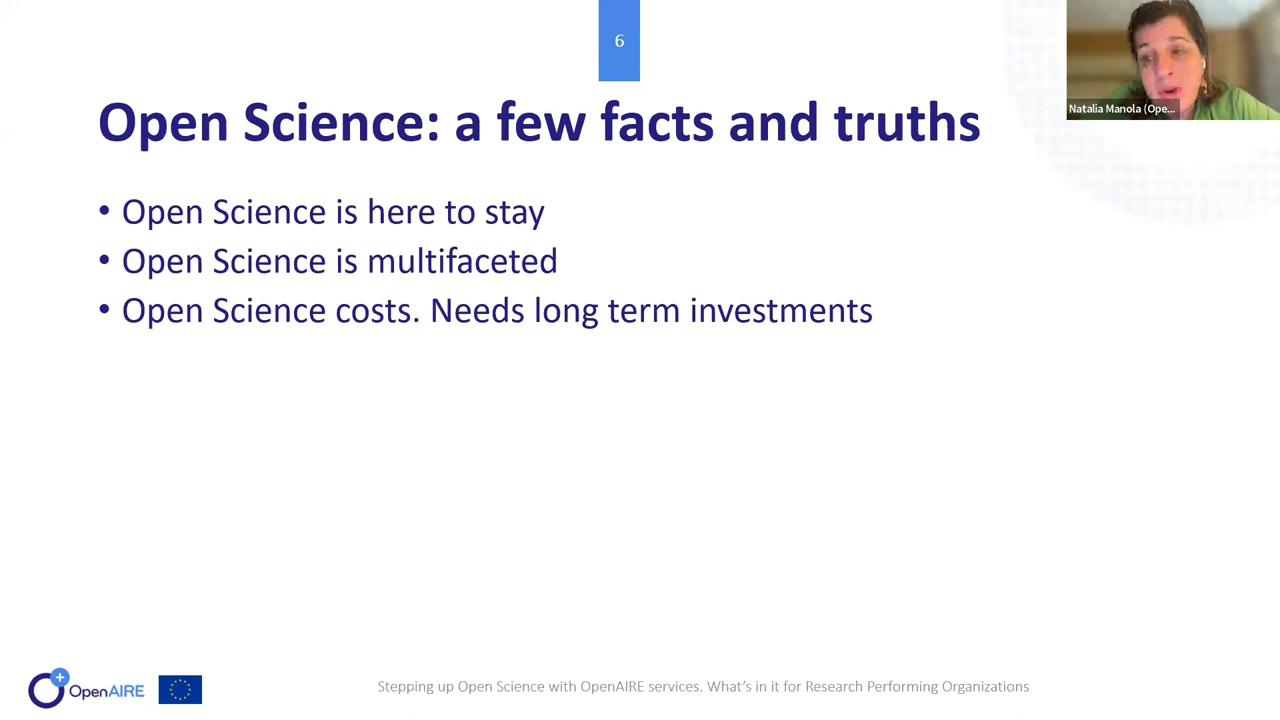 6
Natalia Manola (Ope...
Open Science: a few facts and truths
• Open Science is here to stay
• Open Science is multifaceted
• Open Science costs. Needs long term investments
OpenAIRE
Stepping up Open Science with OpenAIRE services. What's in it for Research Performing Organizations